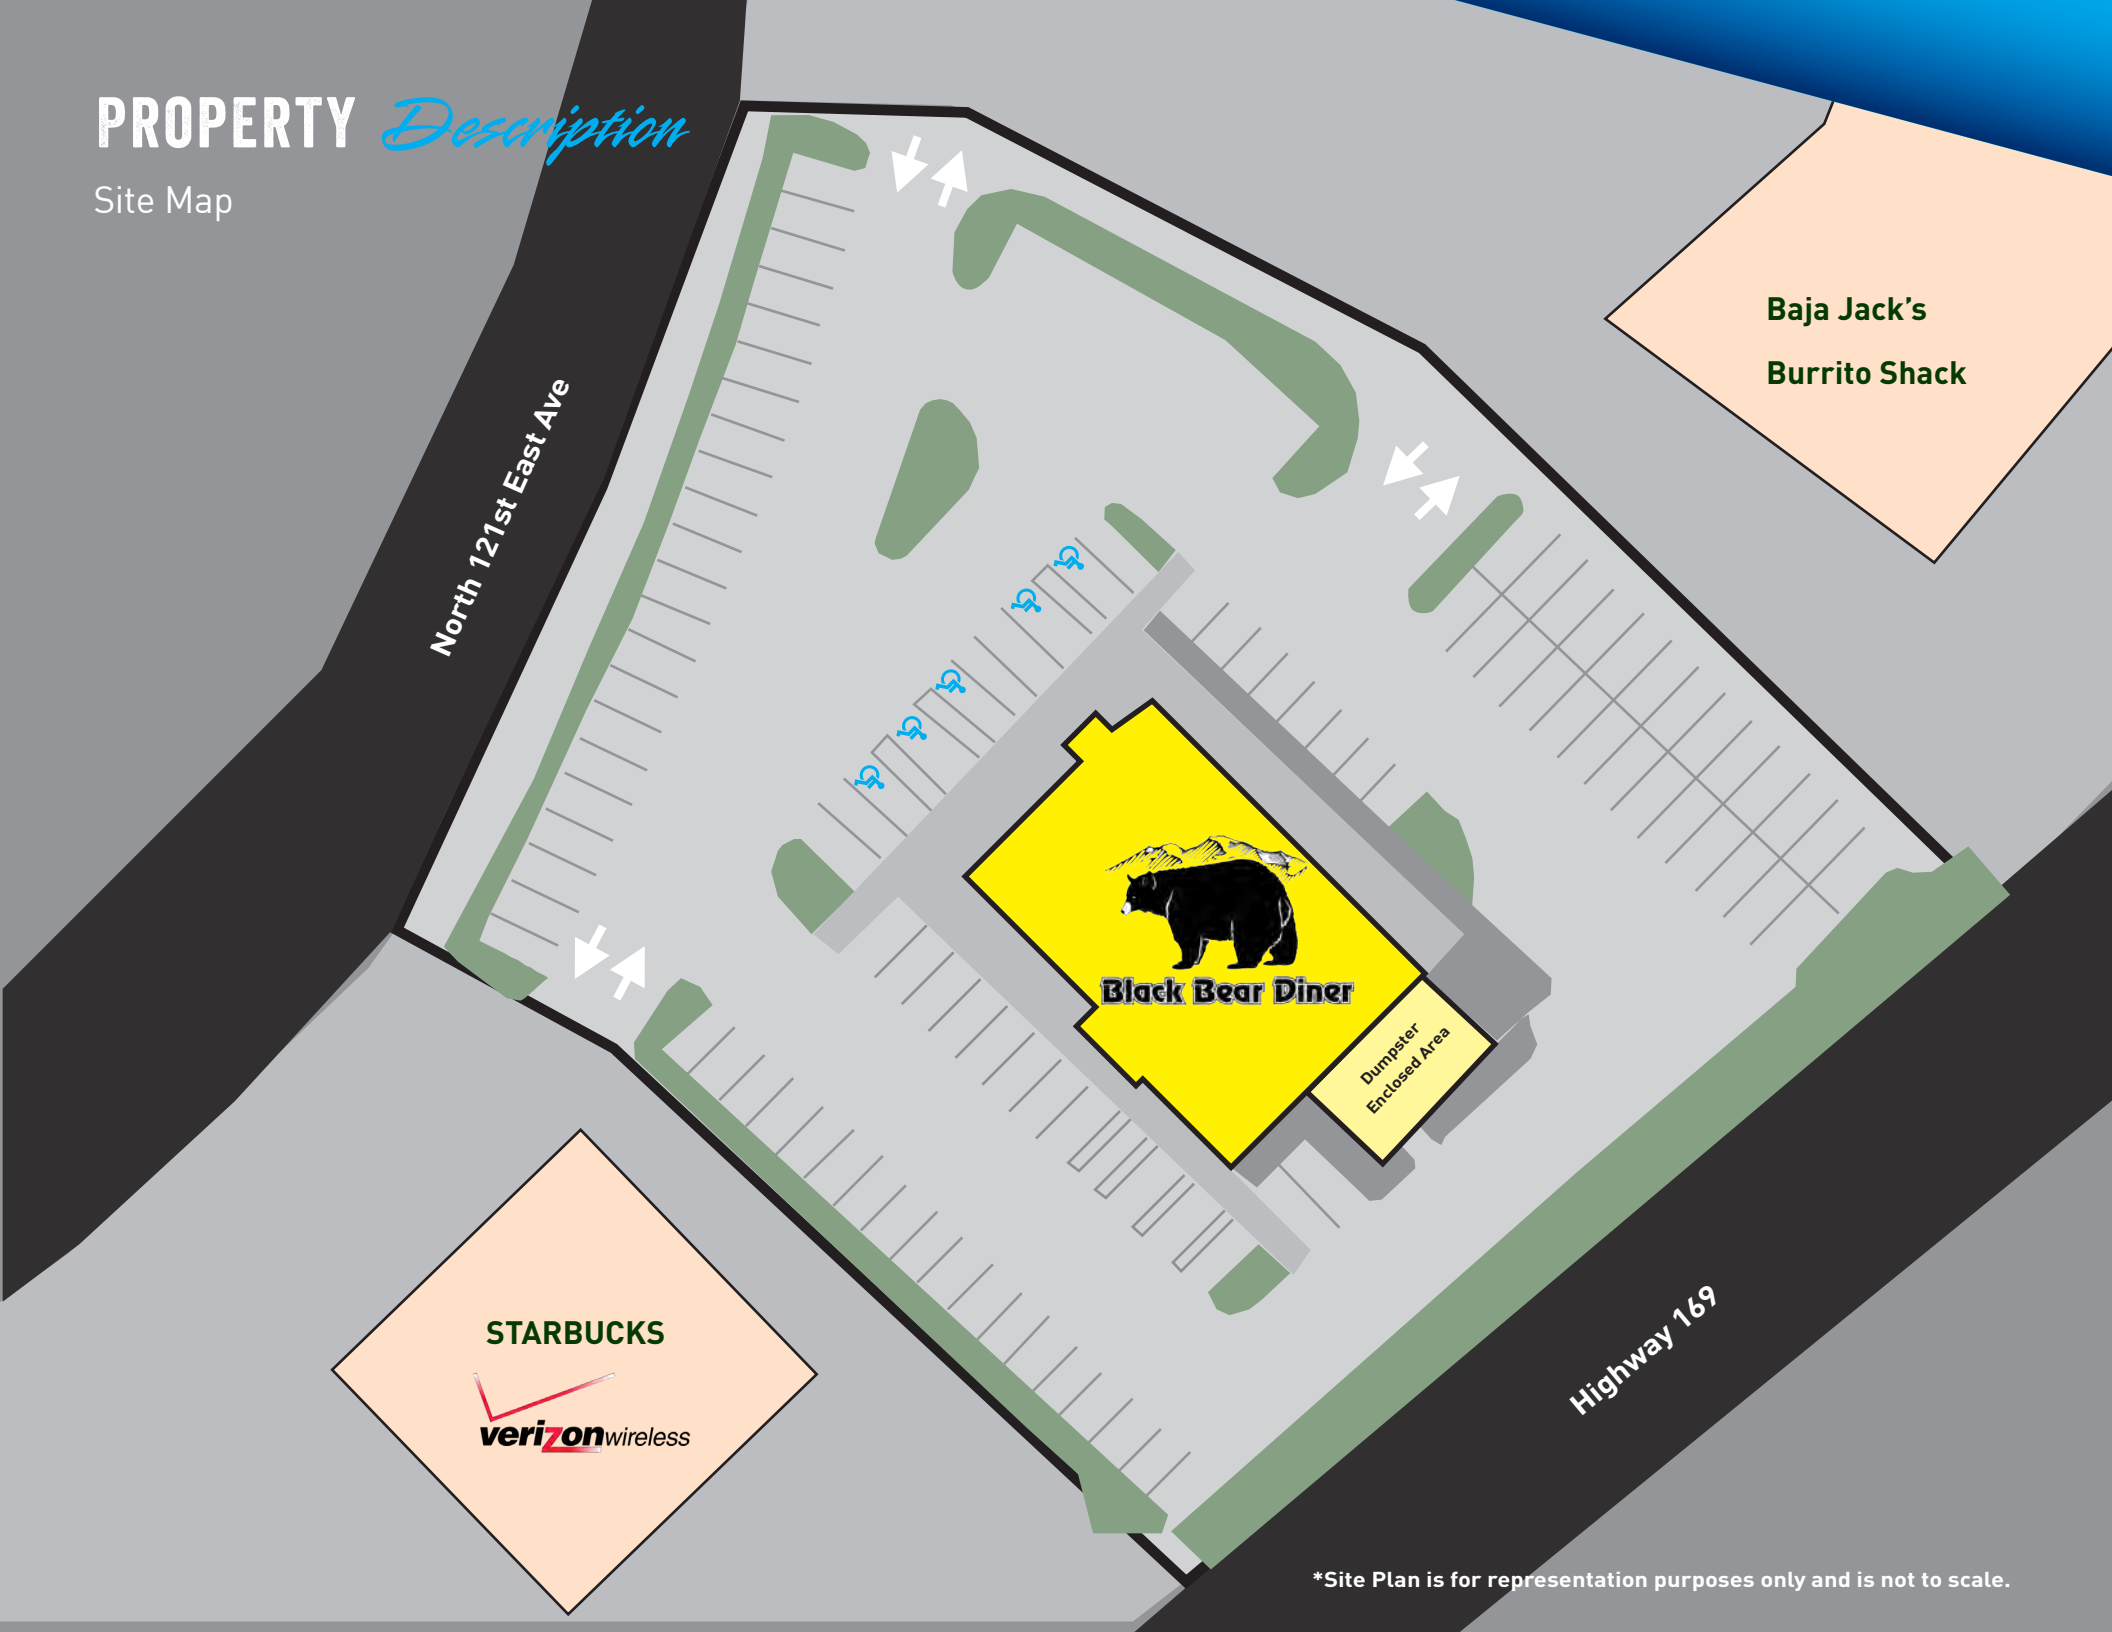 PROPERTY Description
Site Map
North 121st East Ave
Baja Jack's
Burrito Shack
Black Bear Diner
Dumpster
Enclosed Area
STARBUCKS
verizonwireless
Highway 169
*Site Plan is for representation purposes only and is not to scale.